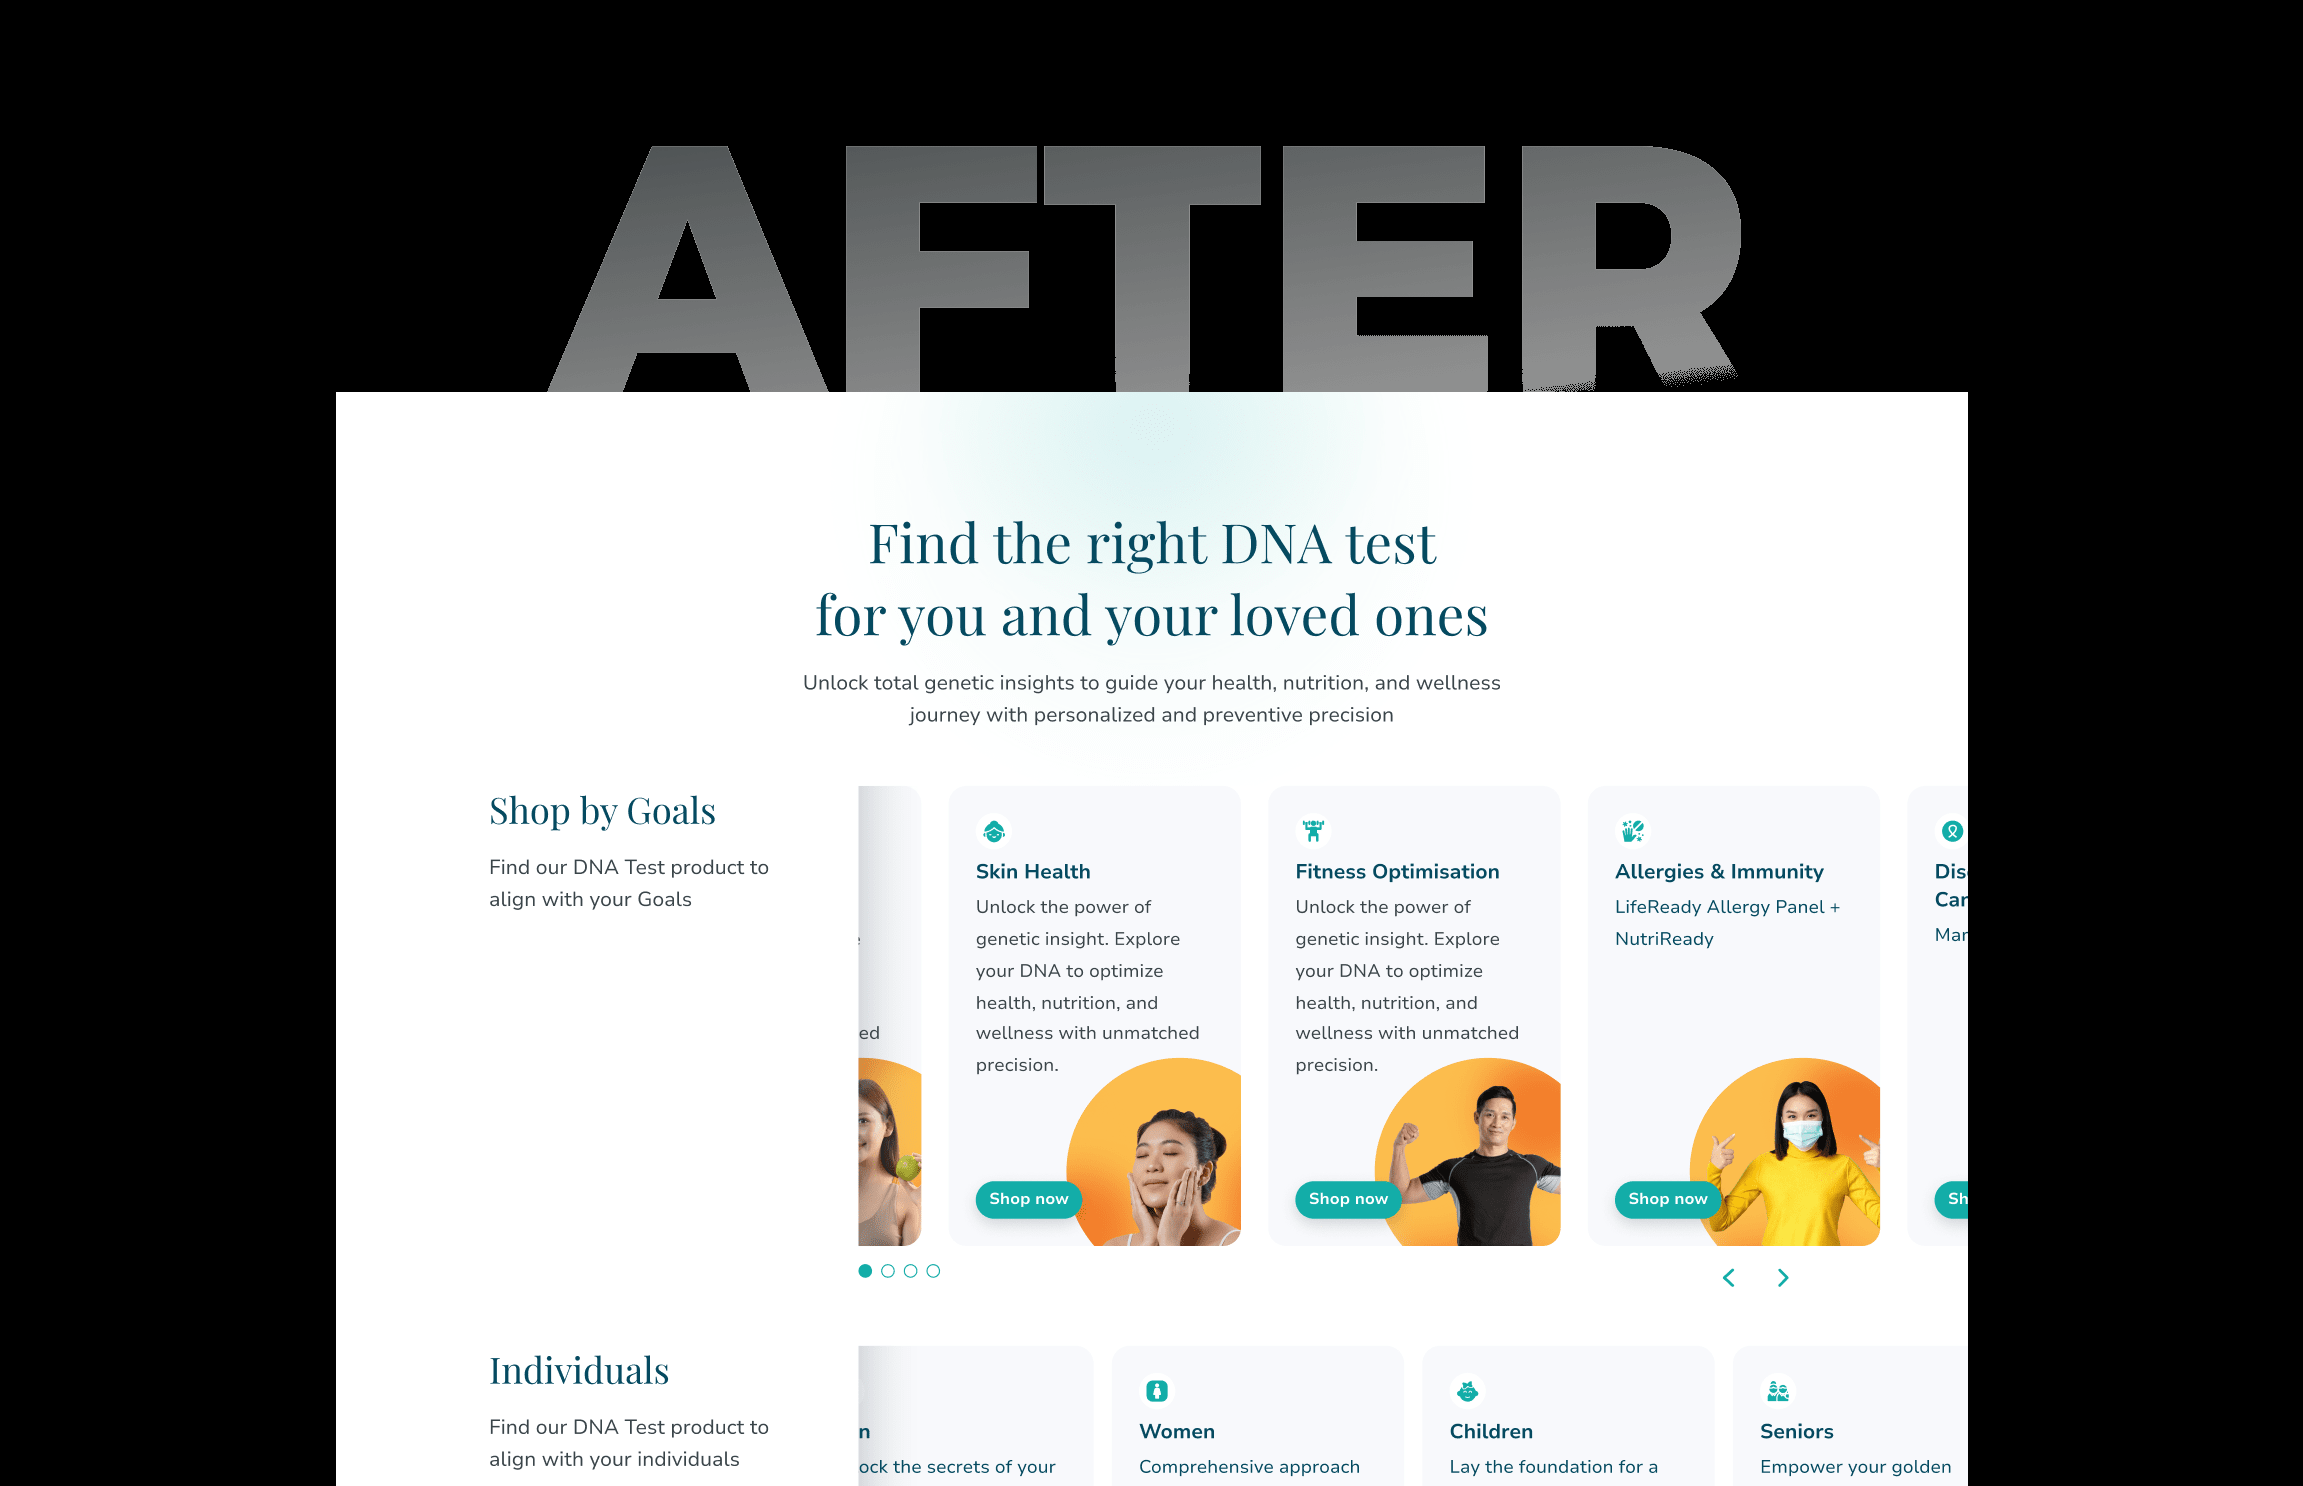 AFTER
Find the right DNA test
for you and your loved ones
Unlock total genetic insights to guide your health, nutrition, and wellness
journey with personalized and preventive precision
Shop by Goals
Find our DNA Test product to
align with your Goals
ed
Skin Health
Unlock the power of
genetic insight. Explore
your DNA to optimize
health, nutrition, and
wellness with unmatched
precision.
Shop now
Fitness Optimisation
Unlock the power of
genetic insight. Explore
your DNA to optimize
health, nutrition, and
wellness with unmatched
precision.
Shop now
Allergies & Immunity
LifeReady Allergy Panel +
NutriReady
Shop now
Dis
Car
Mar
Sh
Individuals
Find our DNA Test product to
align with your individuals
n
ock the secrets of your
Women
Comprehensive approach
Children
Lay the foundation for a
Seniors
Empower your golden